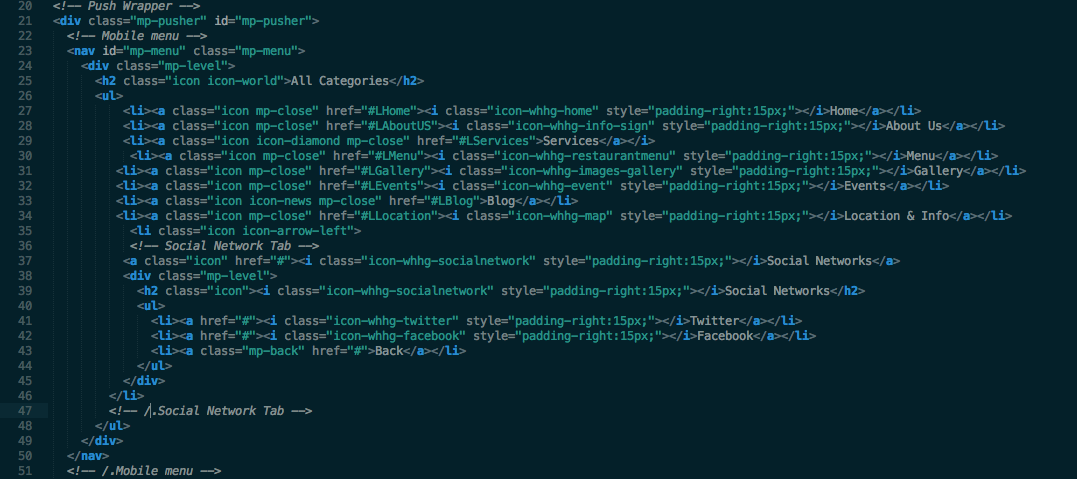 20 <!-- Push Wrapper -->
21 <div class="mp-pusher" id="mp-pusher">
22 <!-- Mobile menu -->
23 <nav id="mp-menu" class="mp-menu">
24 <div class="mp-level">
25 <h2 class="icon icon-world">All Categories</h2>
26 <ul>
27 <li><a class="icon mp-close" href="#LHome"><i class="icon-whhg-home" style="padding-right:15px;"></i>Home</a></li>
28 <li><a class="icon mp-close" href="#LAboutUS"><i class="icon-whhg-info-sign" style="padding-right:15px;"></i>About Us</a></li>
29 <li><a class="icon icon-diamond mp-close" href="#LServices">Services</a></i>
30 <li><a class="icon mp-close" href="#LMenu"><i class="icon-whhg-restaurantmenu" style="padding-right:15px;"></i>Menu</a></li>
31 <li><a class="icon mp-close" href="#LGallery"><i class="icon-whhg-images-gallery" style="padding-right:15px;"></i>Gallery</a></li>
32 <li><a class="icon mp-close" href="#LEvents"><i class="icon-whhg-event" style="padding-right:15px;"></i>Events</a></li>
33 <li><a class="icon icon-news mp-close" href="#LBlog">Blog</a></li>
34 <li><a class="icon mp-close" href="#LLocation"><i class="icon-whhg-map" style="padding-right:15px;"></i>Location & Info</a></li>
35 <li class="icon icon-arrow-left">
36 <!-- Social Network Tab -->
37 <a class="icon" href="#"><i class="icon-whhg-socialnetwork" style="padding-right:15px;"></i>Social Networks</a>
38 <div class="mp-level">
39 <h2 class="icon"><i class="icon-whhg-socialnetwork" style="padding-right:15px;"></i>Social Networks</h2>
40 <ul>
41 <li><a href="#"><i class="icon-whhg-twitter" style="padding-right:15px;"></i>Twitter</a></li>
42 <li><a href="#"><i class="icon-whhg-facebook" style="padding-right:15px;"></i>Facebook</a></li>
43 <li><a class="mp-back" href="#">Back</a></li>
44 </ul>
45 </div>
46 </li>
47 <!-- /.Social Network Tab -->
48 </ul>
49 </div>
50 </nav>
51 <!-- /.Mobile menu -->